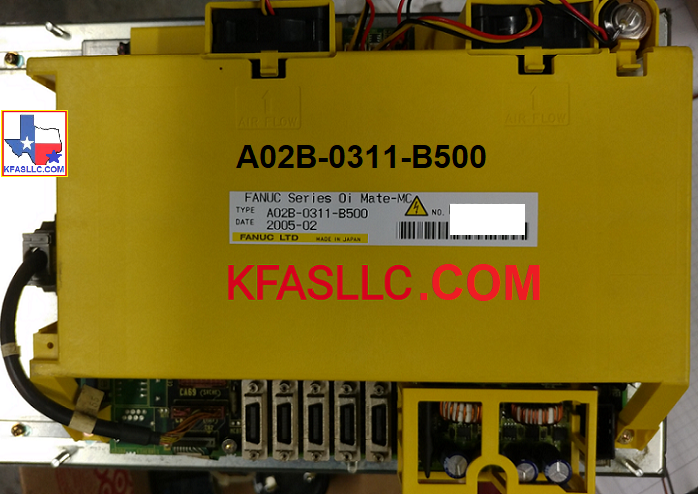 AIR FLOW
AIR FLOW
A02B-0311-B500
KFASLLC.COM
FANUC Series 0i Mate-MC
TYPE A02B-0311-B500 NO.
DATE 2005-02
FANUC LTD MADE IN JAPAN
KFASLLC.COM
CA69